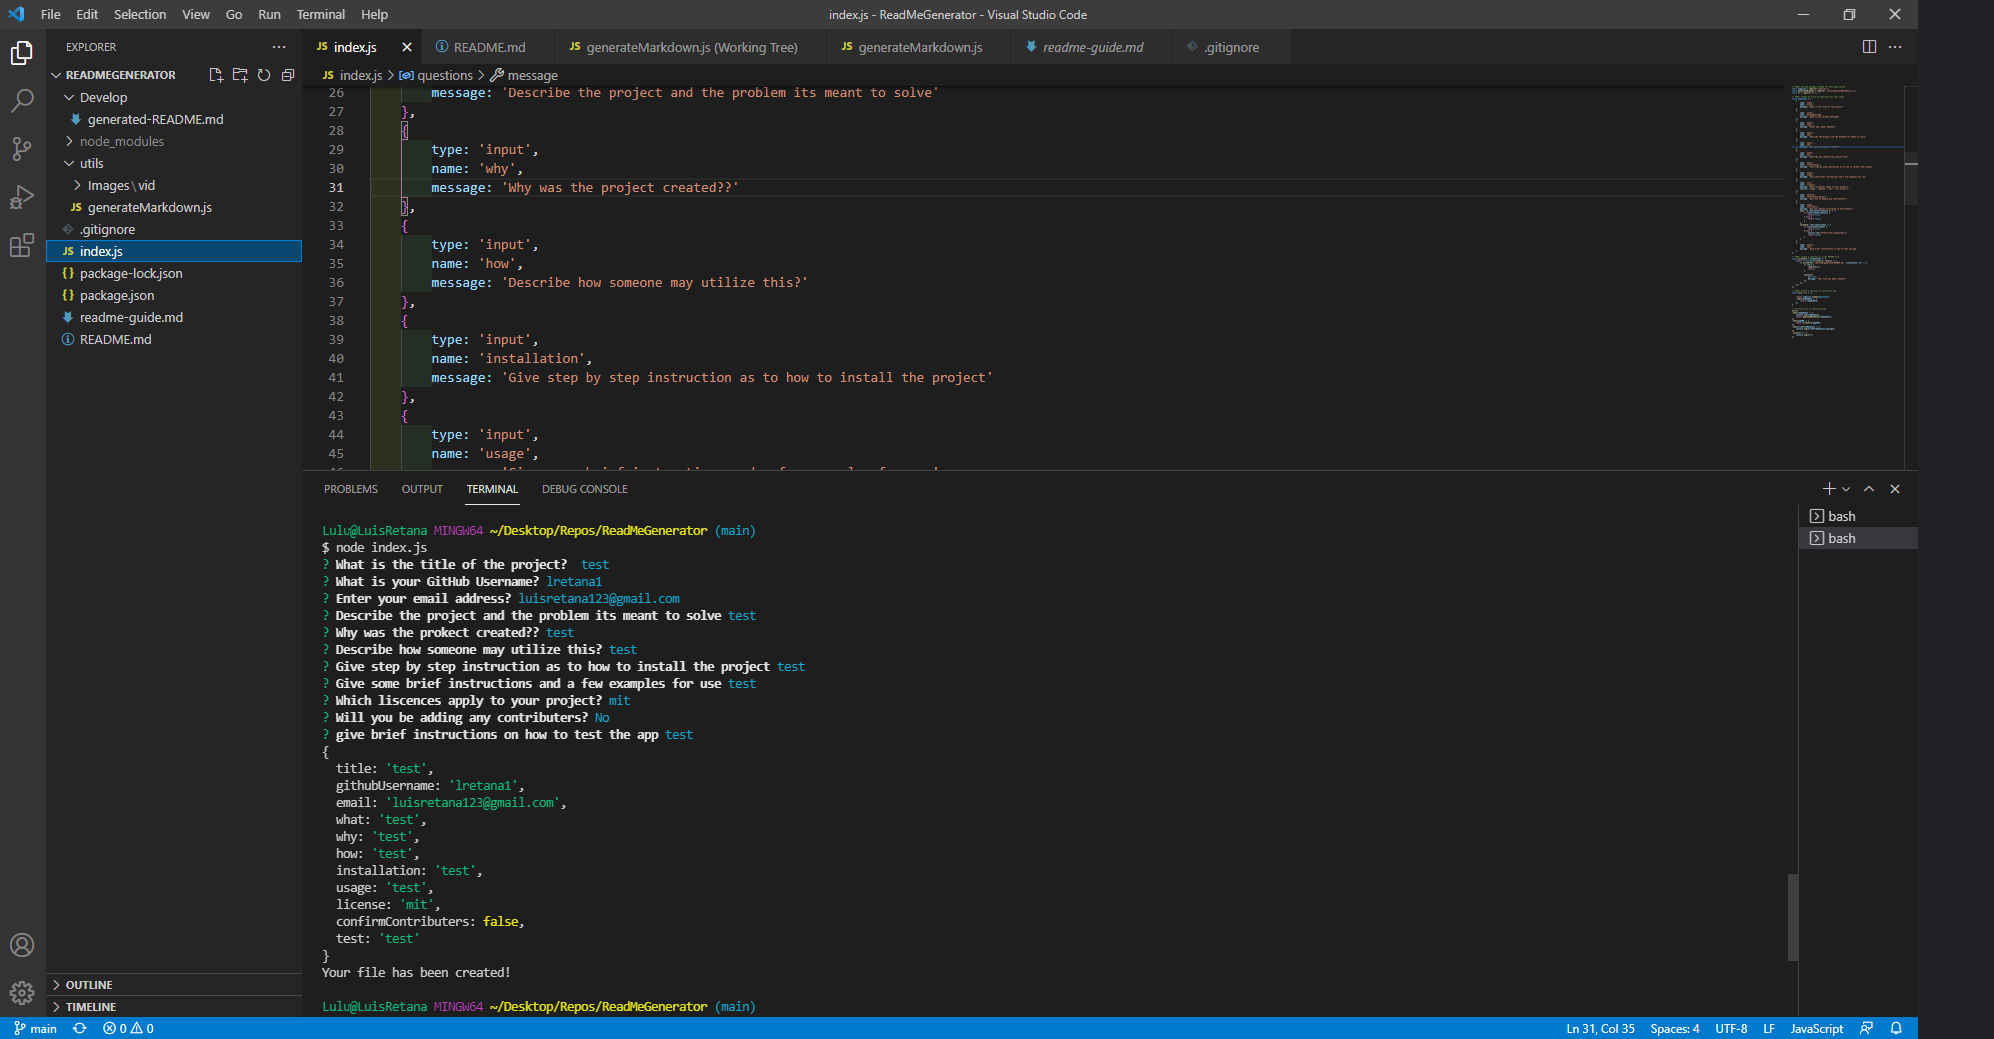 File Edit Selection View Go Run Terminal Help
index.js - ReadMeGenerator - Visual Studio Code
EXPLORER
READMEGENERATOR
Develop
generated-README.md
node_modules
utils
Images\vid
JS generateMarkdown.js
.gitignore
JS index.js
{} package-lock.json
{} package.json
readme-guide.md
README.md
OUTLINE
TIMELINE
JS index.js
README.md
JS generateMarkdown.js (Working Tree)
JS generateMarkdown.js
readme-guide.md
.gitignore
JS index.js > questions > message
26 message: 'Describe the project and the problem its meant to solve'
27 },
28 {
29 type: 'input',
30 name: 'why',
31 message: 'Why was the project created??'
32 },
33 {
34 type: 'input',
35 name: 'how',
36 message: 'Describe how someone may utilize this?'
37 },
38 {
39 type: 'input',
40 name: 'installation',
41 message: 'Give step by step instruction as to how to install the project'
42 },
43 {
44 type: 'input',
45 name: 'usage',
PROBLEMS OUTPUT TERMINAL DEBUG CONSOLE
bash
bash
Lulu@LuisRetana MINGW64 ~/Desktop/Repos/ReadMeGenerator (main)
$ node index.js
? What is the title of the project? test
? What is your GitHub Username? lretana1
? Enter your email address? luisretana123@gmail.com
? Describe the project and the problem its meant to solve test
? Why was the prokect created?? test
? Describe how someone may utilize this? test
? Give step by step instruction as to how to install the project test
? Give some brief instructions and a few examples for use test
? Which liscences apply to your project? mit
? Will you be adding any contributers? No
? give brief instructions on how to test the app test
{
title: 'test',
githubUsername: 'lretana1',
email: 'luisretana123@gmail.com',
what: 'test',
why: 'test',
how: 'test',
installation: 'test',
usage: 'test',
license: 'mit',
confirmContributers: false,
test: 'test'
}
Your file has been created!
Lulu@LuisRetana MINGW64 ~/Desktop/Repos/ReadMeGenerator (main)
main 0 0
Ln 31, Col 35 Spaces: 4 UTF-8 LF JavaScript